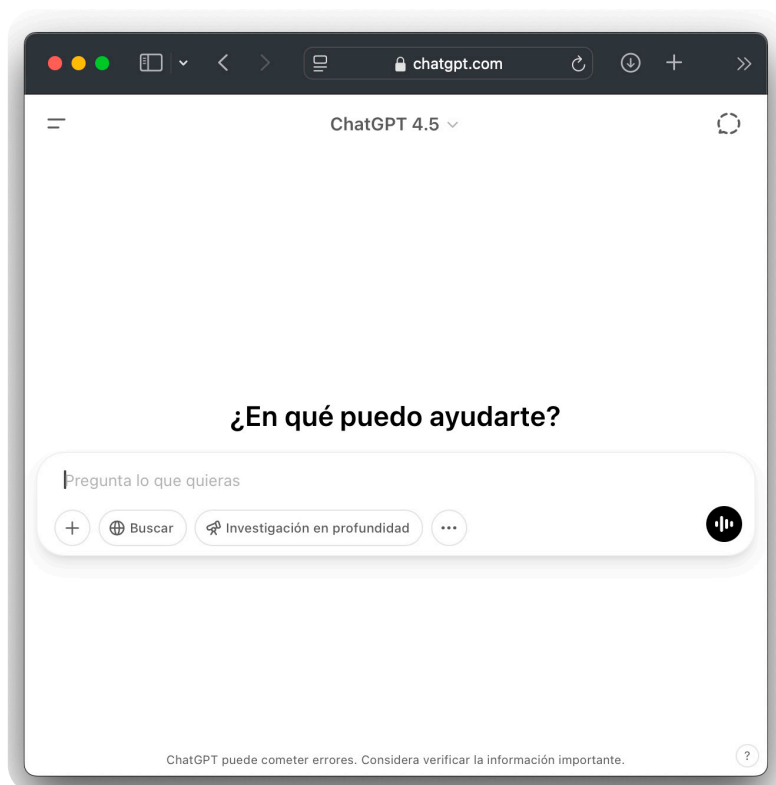 chatgpt.com
ChatGPT 4.5
¿En qué puedo ayudarte?
Pregunta lo que quieras
Buscar
Investigación en profundidad
ChatGPT puede cometer errores. Considera verificar la información importante.
?